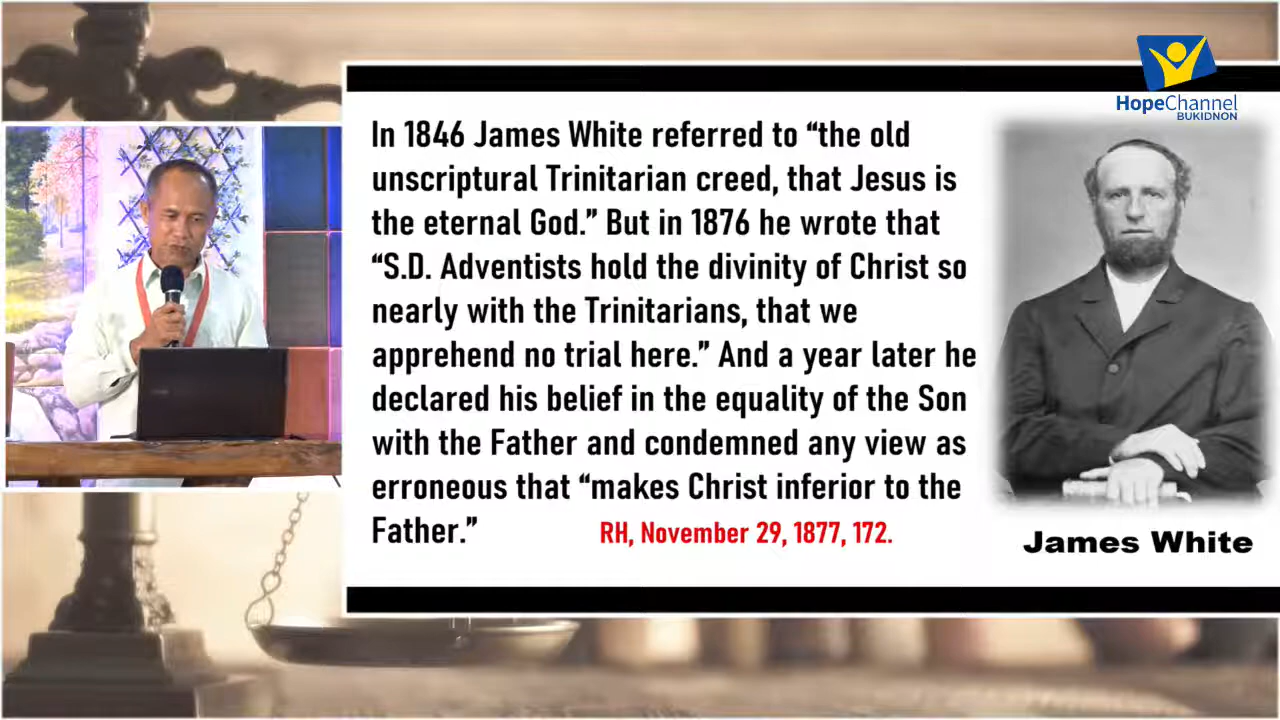 HopeChannel
BUKIDNON
In 1846 James White referred to “the old
unscriptural Trinitarian creed, that Jesus is
the eternal God.” But in 1876 he wrote that
“S.D. Adventists hold the divinity of Christ so
nearly with the Trinitarians, that we
apprehend no trial here.” And a year later he
declared his belief in the equality of the Son
with the Father and condemned any view as
erroneous that “makes Christ inferior to the
Father.” RH, November 29, 1877, 172.
James White